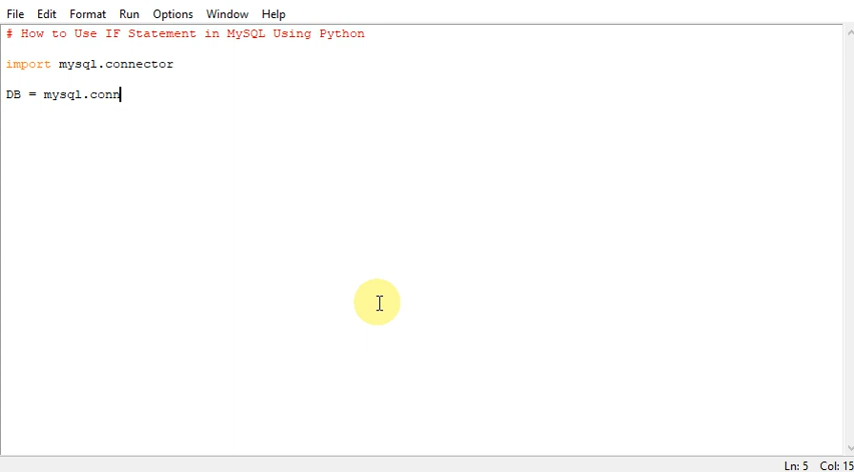 File Edit Format Run Options Window Help
# How to Use IF Statement in MySQL Using Python
import mysql.connector
DB = mysql.conn
Ln: 5 Col: 15